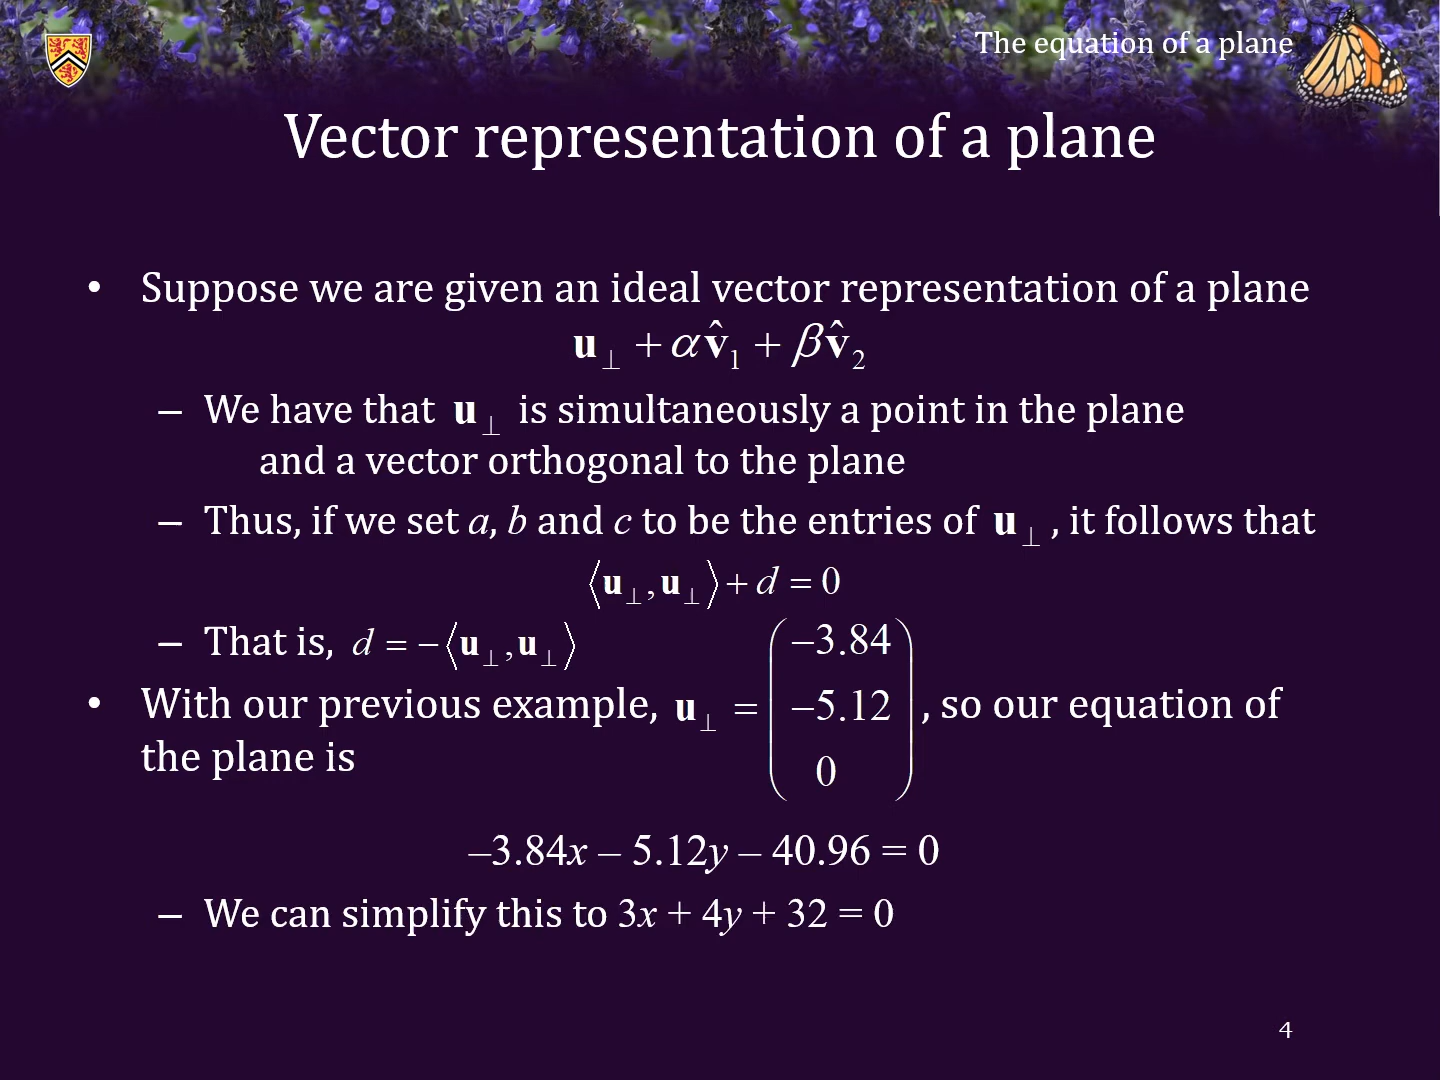 The equation of a plane
Vector representation of a plane
• Suppose we are given an ideal vector representation of a plane
u⊥ + αv̂₁ + βv̂₂
– We have that u⊥ is simultaneously a point in the plane
and a vector orthogonal to the plane
– Thus, if we set a, b and c to be the entries of u⊥, it follows that
⟨u⊥, u⊥⟩ + d = 0
– That is, d = –⟨u⊥, u⊥⟩
• With our previous example, u⊥ = (–3.84 –5.12 0), so our equation of
the plane is
–3.84x – 5.12y – 40.96 = 0
– We can simplify this to 3x + 4y + 32 = 0
4